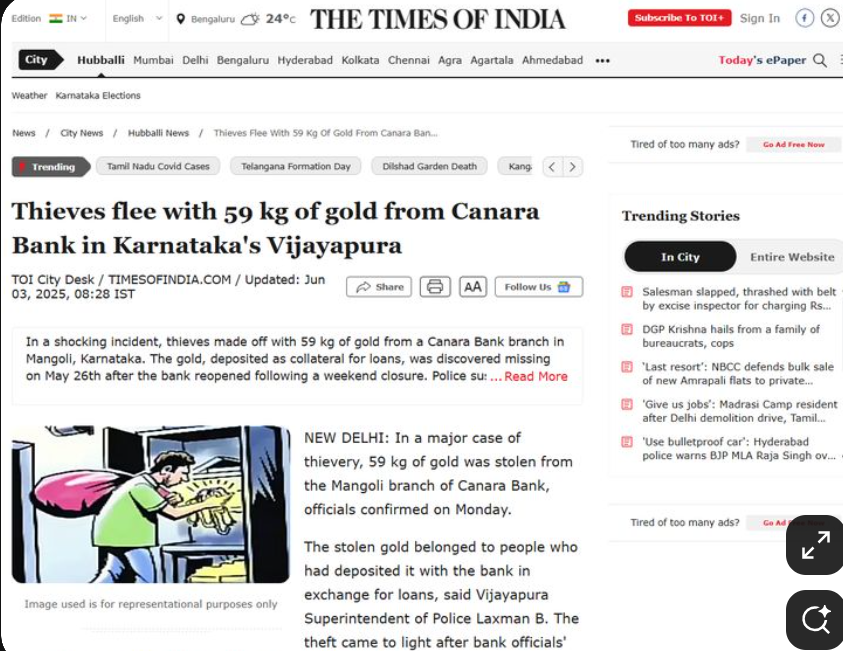 Edition IN English Bengaluru 24°C THE TIMES OF INDIA Subscribe To TOI+ Sign In
City Hubballi Mumbai Delhi Bengaluru Hyderabad Kolkata Chennai Agra Agartala Ahmedabad ••• Today's ePaper
Weather Karnataka Elections
News / City News / Hubballi News / Thieves Flee With 59 Kg Of Gold From Canara Ban...
Trending Tamil Nadu Covid Cases Telangana Formation Day Dilshad Garden Death Kang
Thieves flee with 59 kg of gold from Canara
Bank in Karnataka's Vijayapura
TOI City Desk / TIMESOFINDIA.COM / Updated: Jun
03, 2025, 08:28 IST
Share AA Follow Us
In a shocking incident, thieves made off with 59 kg of gold from a Canara Bank branch in
Mangoli, Karnataka. The gold, deposited as collateral for loans, was discovered missing
on May 26th after the bank reopened following a weekend closure. Police su: ... Read More
Image used is for representational purposes only
NEW DELHI: In a major case of
thievery, 59 kg of gold was stolen from
the Mangoli branch of Canara Bank,
officials confirmed on Monday.
The stolen gold belonged to people who
had deposited it with the bank in
exchange for loans, said Vijayapura
Superintendent of Police Laxman B. The
theft came to light after bank officials'
Tired of too many ads? Go Ad Free Now
Trending Stories
In City Entire Website
Salesman slapped, thrashed with belt
by excise inspector for charging Rs...
DGP Krishna hails from a family of
bureaucrats, cops
'Last resort': NBCC defends bulk sale
of new Amrapali flats to private...
'Give us jobs': Madrasi Camp resident
after Delhi demolition drive, Tamil...
'Use bulletproof car': Hyderabad
police warns BJP MLA Raja Singh ov...
Tired of too many ads? Go Ad